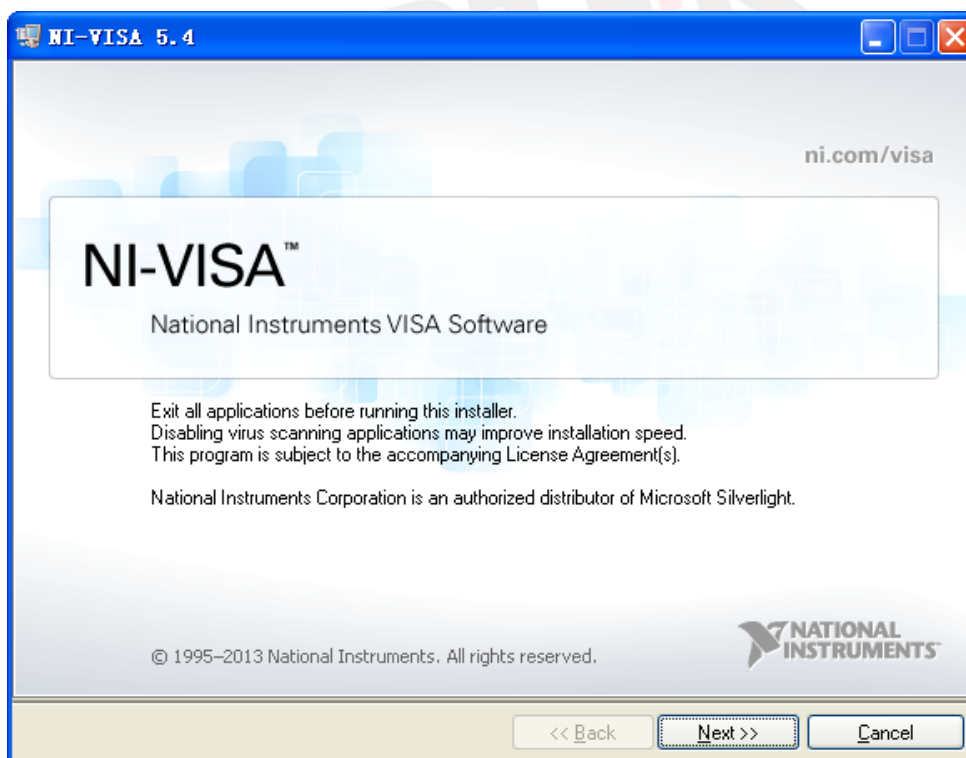 NI-VISA 5.4
ni.com/visa
NI-VISA™
National Instruments VISA Software
Exit all applications before running this installer.
Disabling virus scanning applications may improve installation speed.
This program is subject to the accompanying License Agreement(s).
National Instruments Corporation is an authorized distributor of Microsoft Silverlight.
© 1995–2013 National Instruments. All rights reserved.
NATIONAL
INSTRUMENTS™
<< Back Next >> Cancel